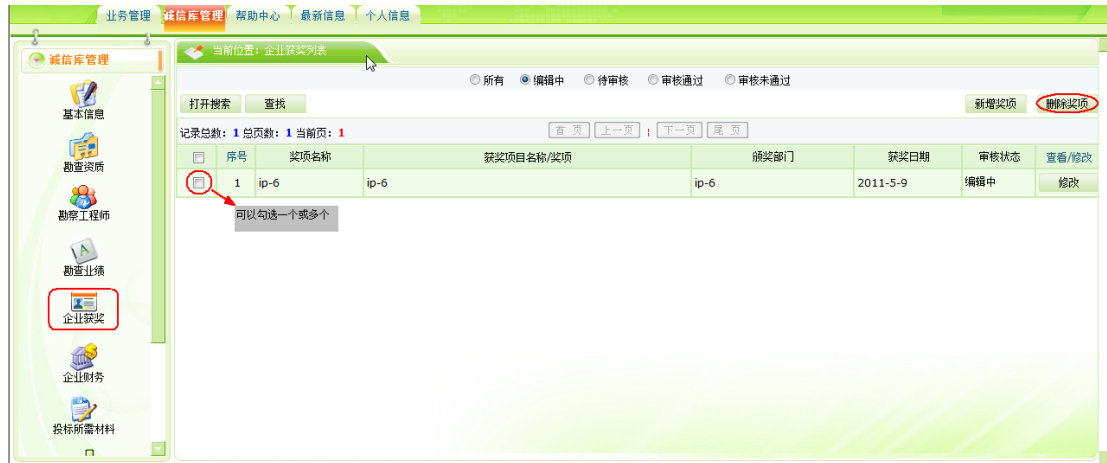 业务管理 诚信库管理 帮助中心 最新信息 个人信息
诚信库管理
当前位置：企业获奖列表
所有 编辑中 待审核 审核通过 审核未通过
打开搜索 查找 新增奖项 删除奖项
记录总数：1 总页数：1 当前页：1 首 页 上一页 下一页 尾 页
序号 奖项名称 获奖项目名称/奖项 颁奖部门 获奖日期 审核状态 查看/修改
1 ip-6 ip-6 ip-6 2011-5-9 编辑中 修改
可以勾选一个或多个
基本信息
勘查资质
勘察工程师
勘查业绩
企业获奖
企业财务
投标所需材料